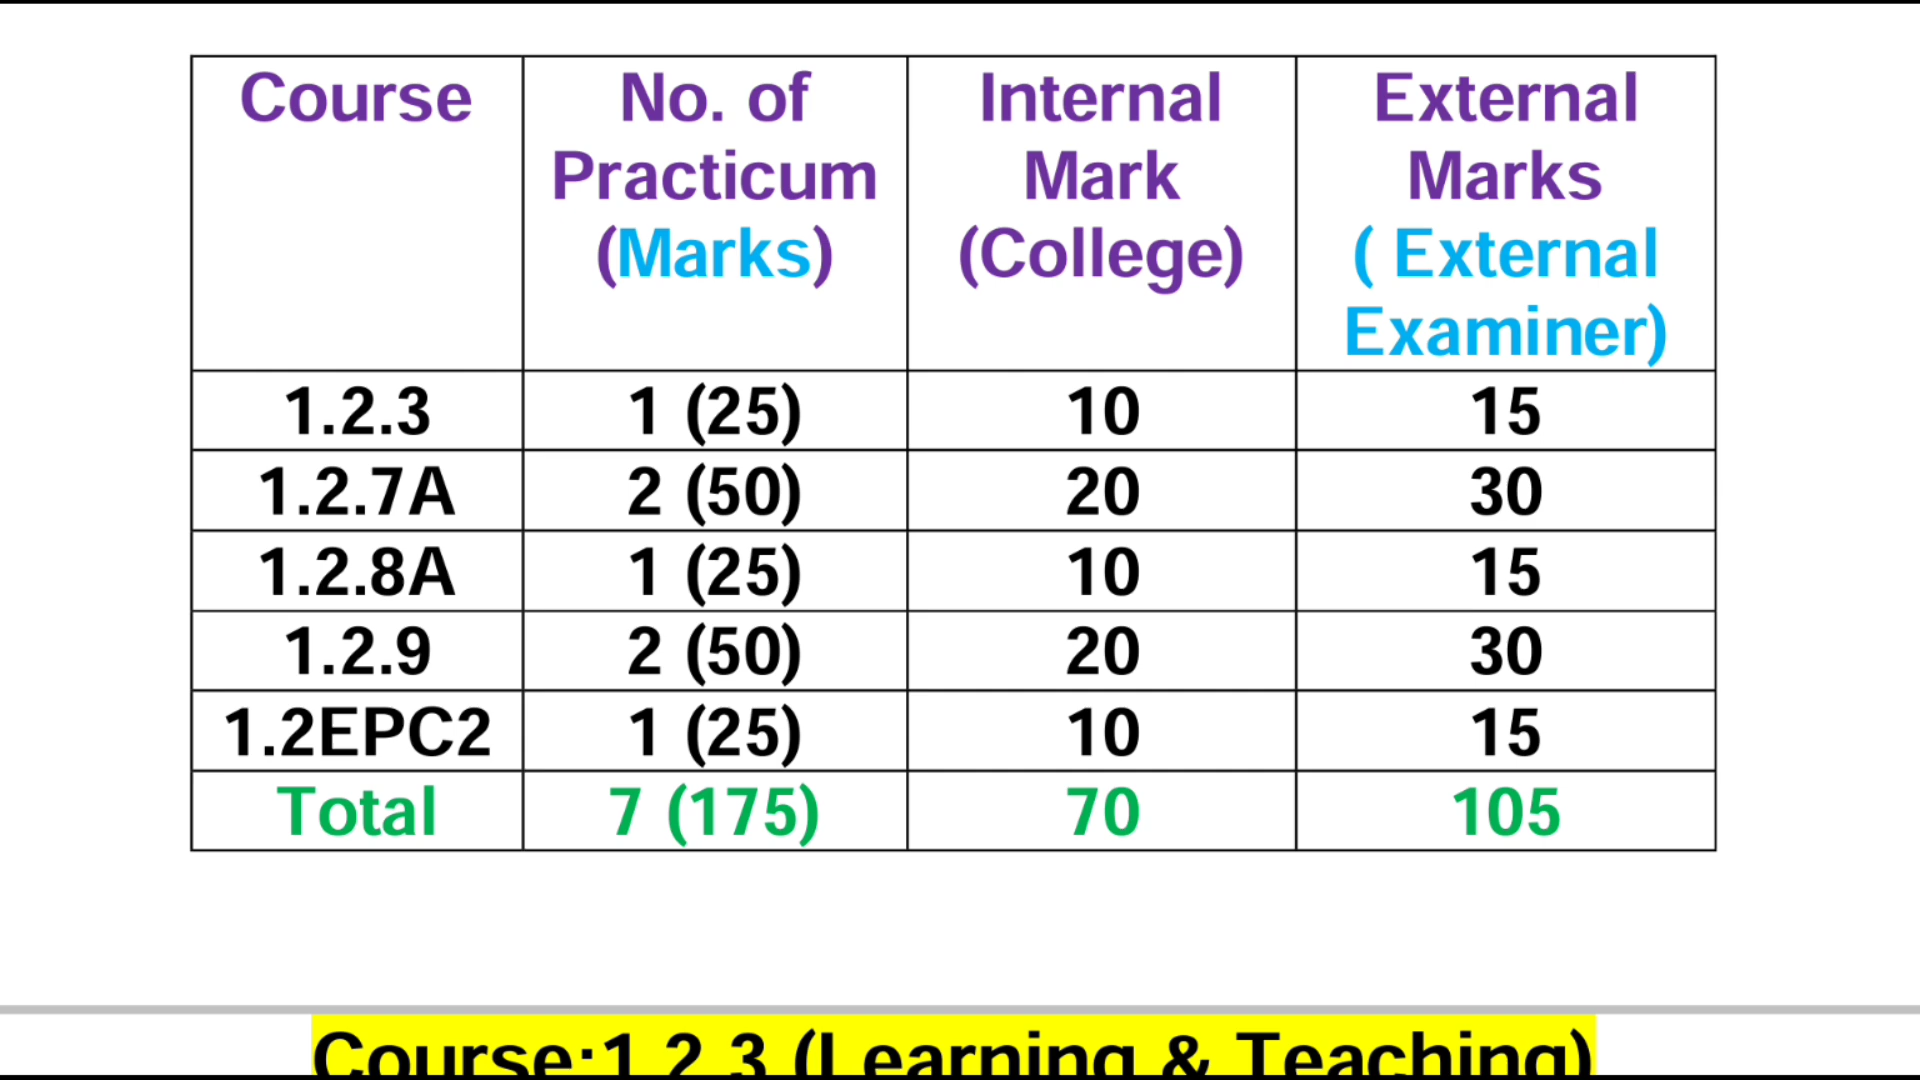 Course No. of Practicum (Marks) Internal Mark (College) External Marks ( External Examiner)
1.2.3 1 (25) 10 15
1.2.7A 2 (50) 20 30
1.2.8A 1 (25) 10 15
1.2.9 2 (50) 20 30
1.2EPC2 1 (25) 10 15
Total 7 (175) 70 105
Course:1.2.3 (Learning & Teaching)